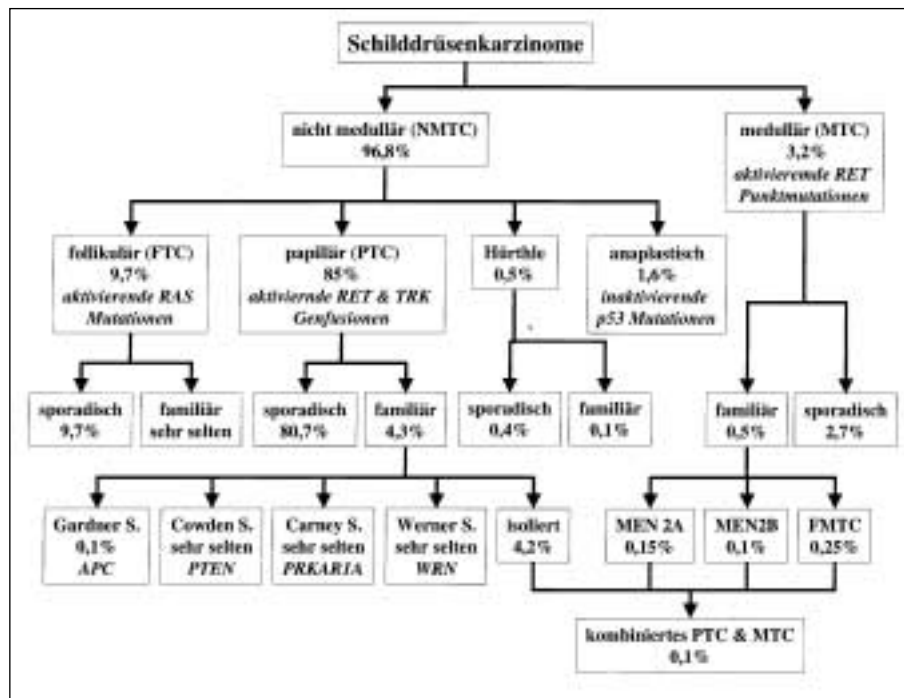 Schilddrüsenkarzinome
nicht medullär (NMTC)
96,8%
medullär (MTC)
3,2%
aktivierende RET
Punktmutationen
follikulär (FTC)
9,7%
aktivierende RAS
Mutationen
papillär (PTC)
85%
aktiviernde RET & TRK
Genfusionen
Hürthle
0,5%
anaplastisch
1,6%
inaktivierende
p53 Mutationen
sporadisch
9,7%
familiär
sehr selten
sporadisch
80,7%
familiär
4,3%
sporadisch
0,4%
familiär
0,1%
familiär
0,5%
sporadisch
2,7%
Gardner S.
0,1%
APC
Cowden S.
sehr selten
PTEN
Carney S.
sehr selten
PRKAR1A
Werner S.
sehr selten
WRN
isoliert
4,2%
MEN 2A
0,15%
MEN2B
0,1%
FMTC
0,25%
kombiniertes PTC & MTC
0,1%